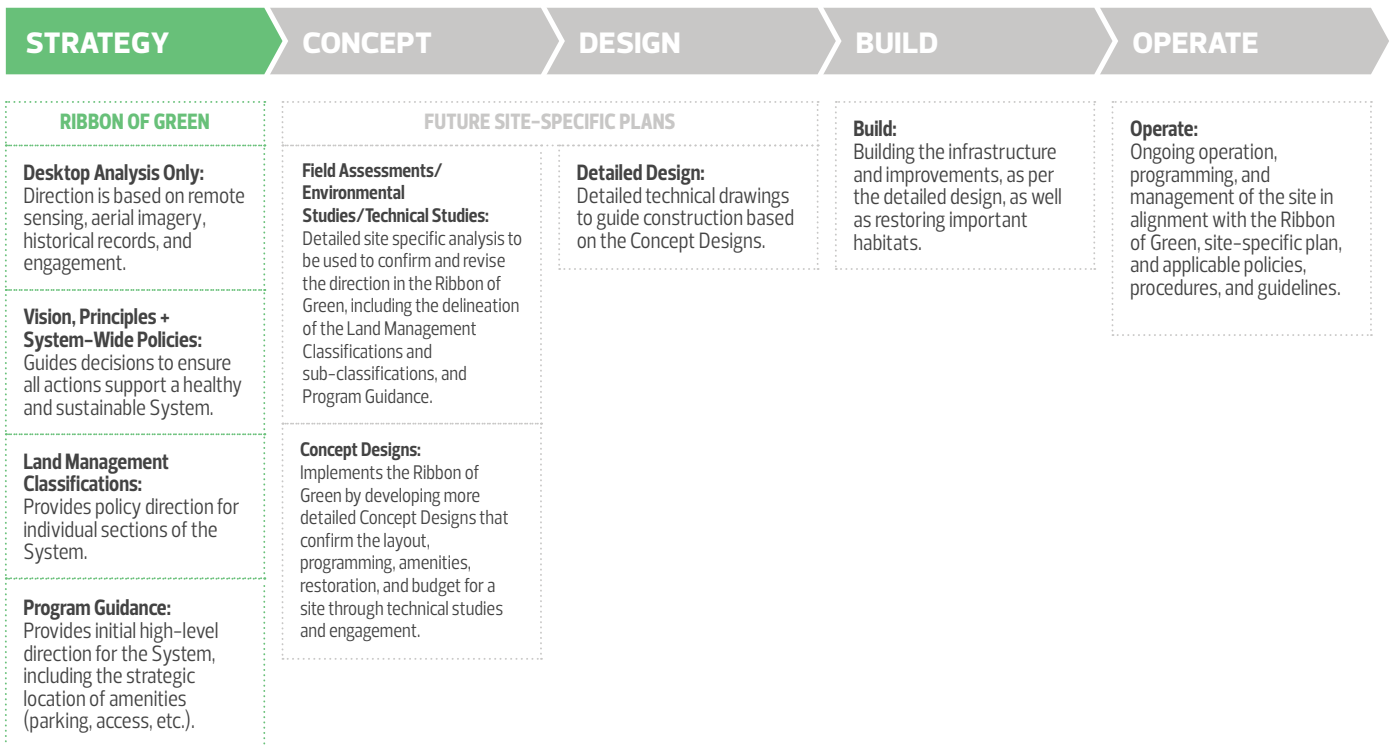 STRATEGY
CONCEPT
DESIGN
BUILD
OPERATE
RIBBON OF GREEN
Desktop Analysis Only:
Direction is based on remote
sensing, aerial imagery,
historical records, and
engagement.
Vision, Principles +
System-Wide Policies:
Guides decisions to ensure
all actions support a healthy
and sustainable System.
Land Management
Classifications:
Provides policy direction for
individual sections of the
System.
Program Guidance:
Provides initial high-level
direction for the System,
including the strategic
location of amenities
(parking, access, etc.).
FUTURE SITE-SPECIFIC PLANS
Field Assessments/
Environmental
Studies/Technical Studies:
Detailed site specific analysis to
be used to confirm and revise
the direction in the Ribbon of
Green, including the delineation
of the Land Management
Classifications and
sub-classifications, and
Program Guidance.
Concept Designs:
Implements the Ribbon of
Green by developing more
detailed Concept Designs that
confirm the layout,
programming, amenities,
restoration, and budget for a
site through technical studies
and engagement.
Detailed Design:
Detailed technical drawings
to guide construction based
on the Concept Designs.
Build:
Building the infrastructure
and improvements, as per
the detailed design, as well
as restoring important
habitats.
Operate:
Ongoing operation,
programming, and
management of the site in
alignment with the Ribbon
of Green, site-specific plan,
and applicable policies,
procedures, and guidelines.